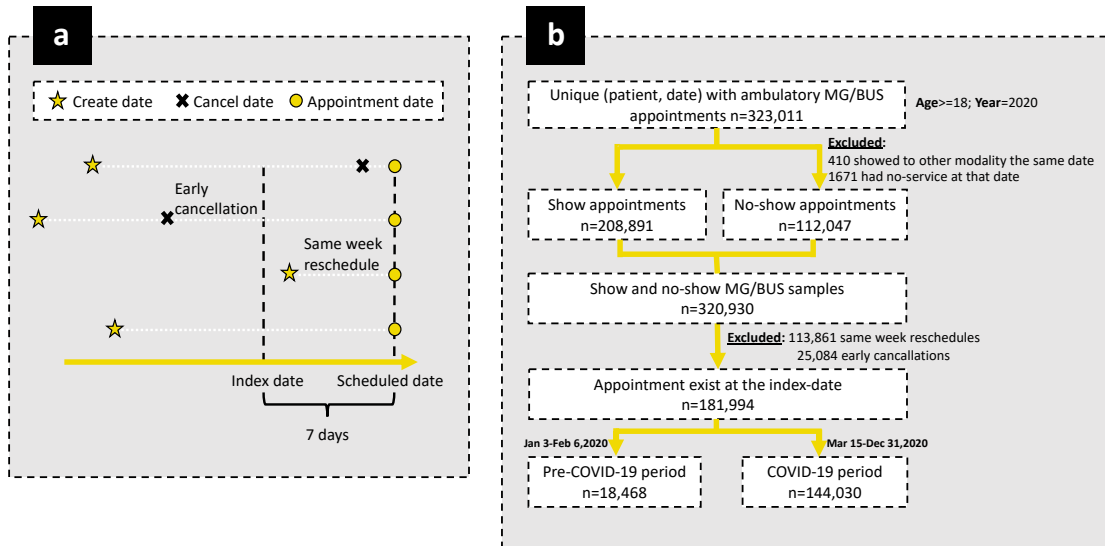 a
Create date
Cancel date
Appointment date
Early
cancellation
Same week
reschedule
Index date
Scheduled date
7 days
b
Unique (patient, date) with ambulatory MG/BUS
appointments n=323,011
Age>=18; Year=2020
Excluded:
410 showed to other modality the same date
1671 had no-service at that date
Show appointments
n=208,891
No-show appointments
n=112,047
Show and no-show MG/BUS samples
n=320,930
Excluded: 113,861 same week reschedules
25,084 early cancallations
Appointment exist at the index-date
n=181,994
Jan 3-Feb 6,2020
Mar 15-Dec 31,2020
Pre-COVID-19 period
n=18,468
COVID-19 period
n=144,030